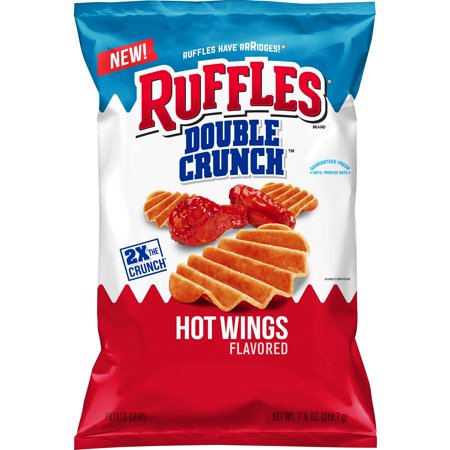 NEW!
RUFFLES HAVE RRRIDGES!®
RUFFLES®
BRAND
DOUBLE
CRUNCH™
GUARANTEED FRESH
UNTIL PRINTED DATE
2X THE
CRUNCH
HOT WINGS
FLAVORED
POTATO CHIPS